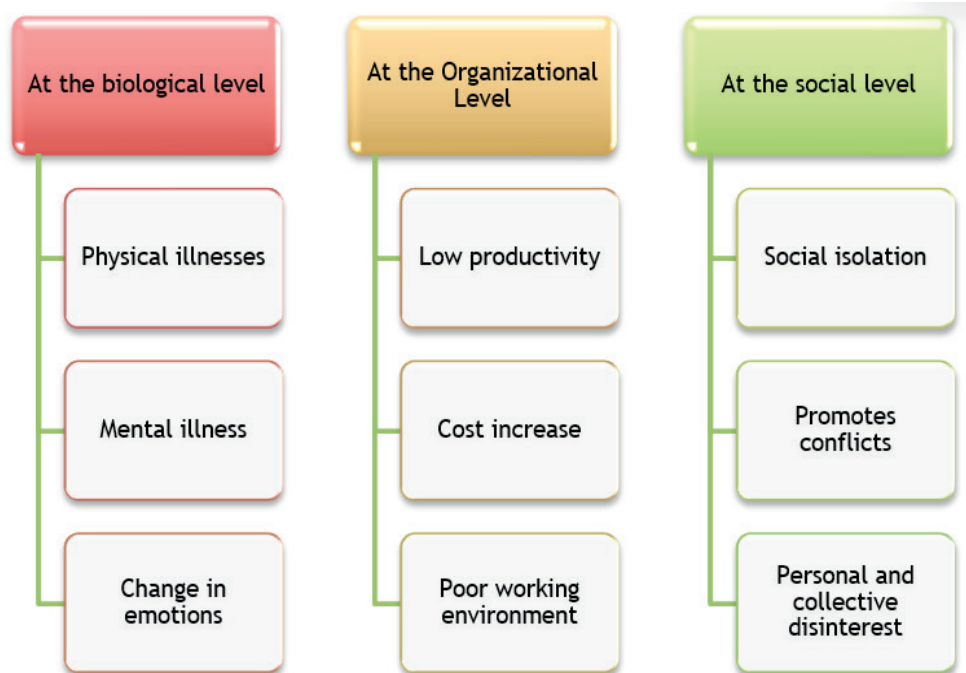 At the biological level
Physical illnesses
Mental illness
Change in
emotions
At the Organizational
Level
Low productivity
Cost increase
Poor working
environment
At the social level
Social isolation
Promotes
conflicts
Personal and
collective
disinterest